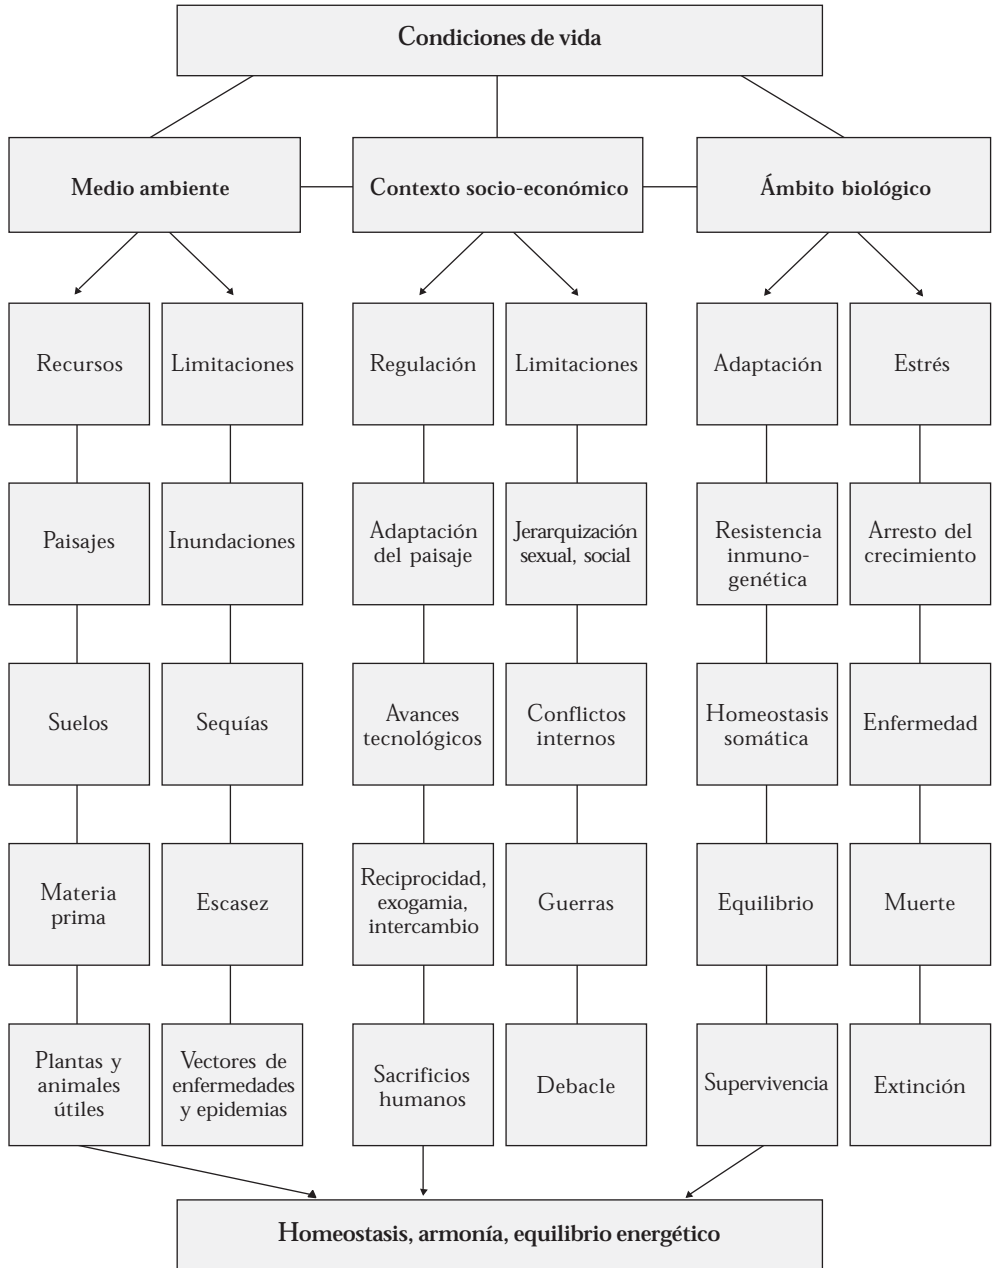 Condiciones de vida
Medio ambiente
Contexto socio-económico
Ámbito biológico
Recursos
Limitaciones
Regulación
Limitaciones
Adaptación
Estrés
Paisajes
Inundaciones
Adaptación
del paisaje
Jerarquización
sexual, social
Resistencia
inmuno-
genética
Arresto del
crecimiento
Suelos
Sequías
Avances
tecnológicos
Conflictos
internos
Homeostasis
somática
Enfermedad
Materia
prima
Escasez
Reciprocidad,
exogamia,
intercambio
Guerras
Equilibrio
Muerte
Plantas y
animales
útiles
Vectores de
enfermedades
y epidemias
Sacrificios
humanos
Debacle
Supervivencia
Extinción
Homeostasis, armonía, equilibrio energético